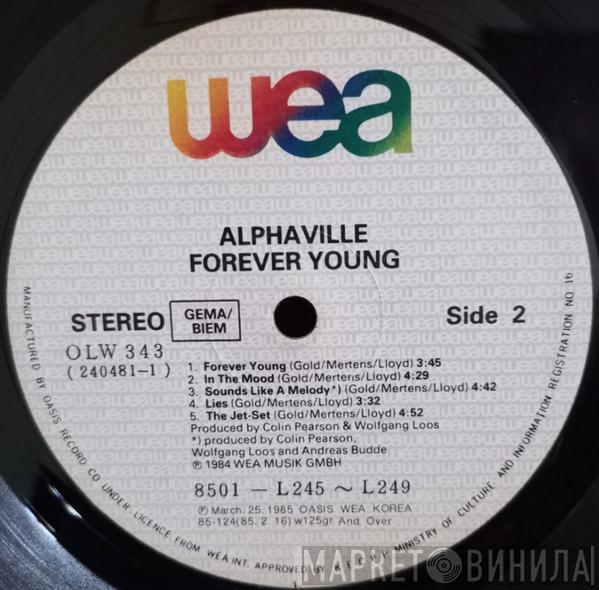 wea
ALPHAVILLE
FOREVER YOUNG
STEREO
GEMA/
BIEM
Side 2
OLW 343
(240481-1)
1. Forever Young (Gold/Mertens/Lloyd) 3:45
2. In The Mood (Gold/Mertens/Lloyd) 4:29
3. Sounds Like A Melody*) (Gold/Mertens/Lloyd) 4:42
4. Lies (Gold/Mertens/Lloyd) 3:32
5. The Jet-Set (Gold/Mertens/Lloyd) 4:52
Produced by Colin Pearson & Wolfgang Loos
*) produced by Colin Pearson,
Wolfgang Loos and Andreas Budde
℗ 1984 WEA MUSIK GMBH
8501 — L245 ~ L249
℗ March. 25. 1985 OASIS WEA KOREA
85-124(85. 2. 16) w125gr And Over
MANUFACTURED BY OASIS RECORD CO UNDER LICENCE FROM WEA INT. APPROVED BY R.O.K. MINISTRY OF CULTURE AND INFORMATION REGISTRATION NO 16
МАРКЕТ ВИНИЛА